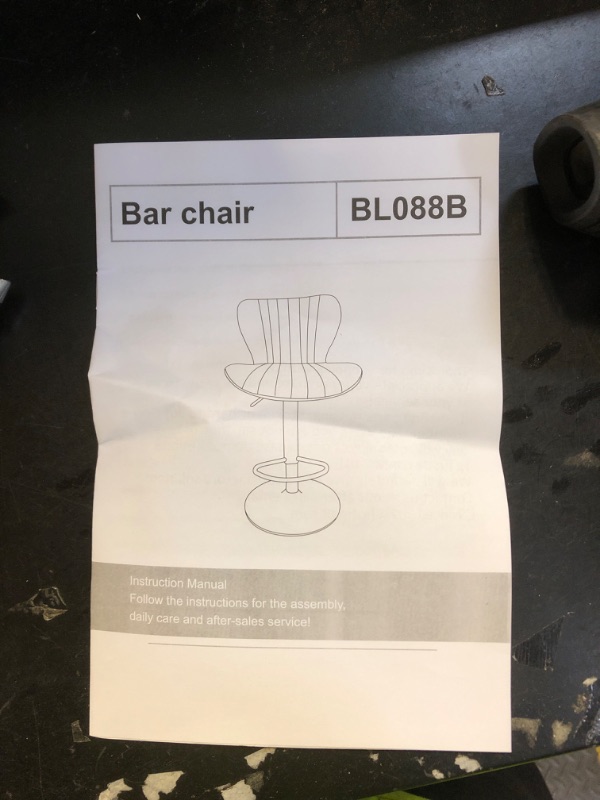 Bar chair BL088B
Instruction Manual
Follow the instructions for the assembly,
daily care and after-sales service!